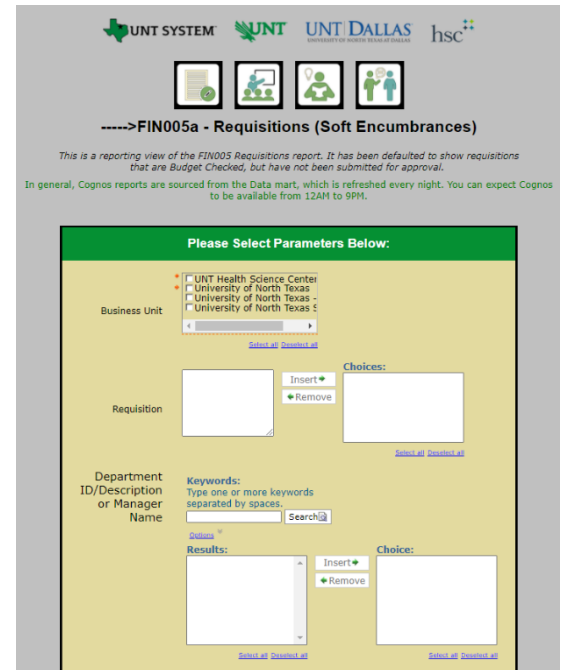 UNT SYSTEM UNT UNT DALLAS hsc
----->FIN005a - Requisitions (Soft Encumbrances)
This is a reporting view of the FIN005 Requisitions report. It has been defaulted to show requisitions
that are Budget Checked, but have not been submitted for approval.
In general, Cognos reports are sourced from the Data mart, which is refreshed every night. You can expect Cognos
to be available from 12AM to 9PM.
Please Select Parameters Below:
Business Unit
* UNT Health Science Center
* University of North Texas
University of North Texas -
University of North Texas S
Select all Deselect all
Requisition
Insert
Remove
Choices:
Select all Deselect all
Department
ID/Description
or Manager
Name
Keywords:
Type one or more keywords
separated by spaces.
Search
Options
Results:
Insert
Remove
Choice:
Select all Deselect all
Select all Deselect all